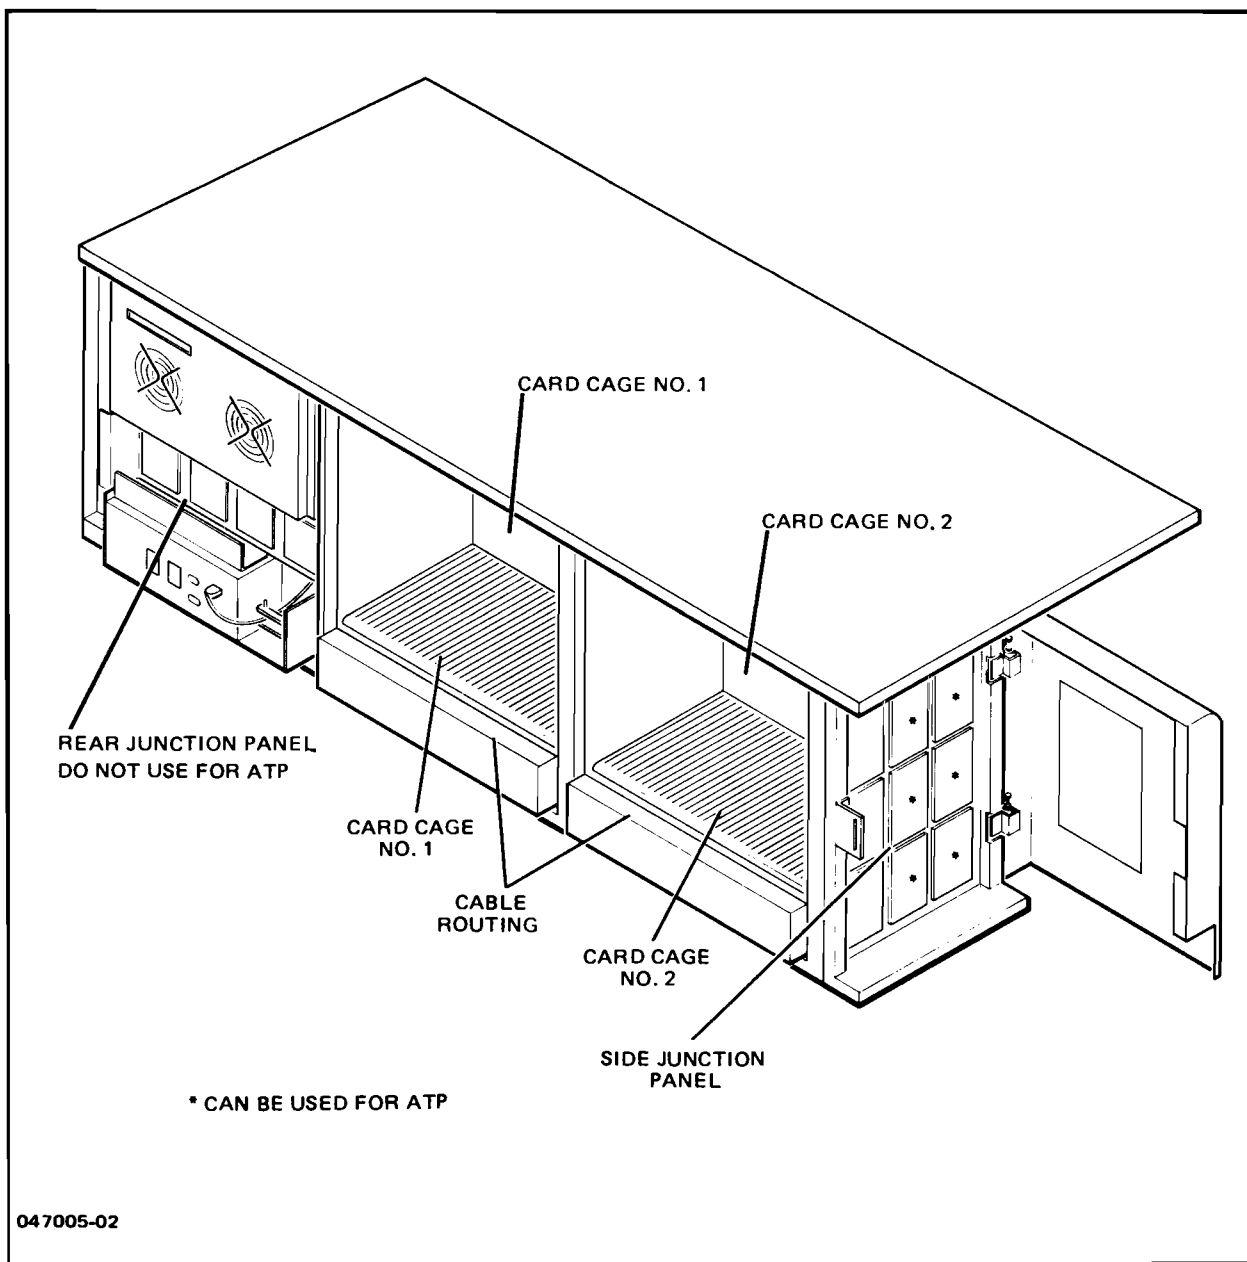 CARD CAGE NO. 1
CARD CAGE NO. 2
REAR JUNCTION PANEL
DO NOT USE FOR ATP
CARD CAGE
NO. 1
CABLE
ROUTING
CARD CAGE
NO. 2
SIDE JUNCTION
PANEL
* CAN BE USED FOR ATP
047005-02